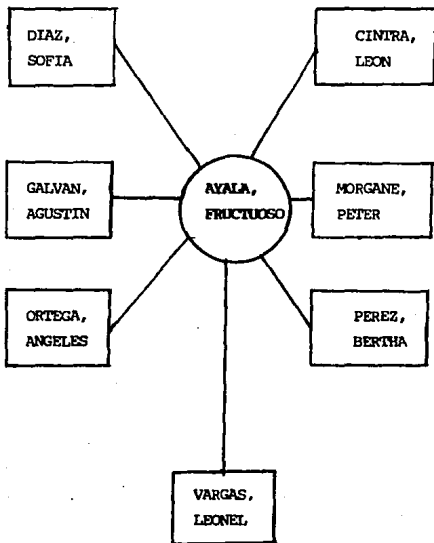 DIAZ,
SOFIA
CINTRA,
LEON
GALVAN,
AGUSTIN
AYALA,
FRUCTUOSO
MORGANE,
PETER
ORTEGA,
ANGELES
PEREZ,
BERTHA
VARGAS,
LEONEL